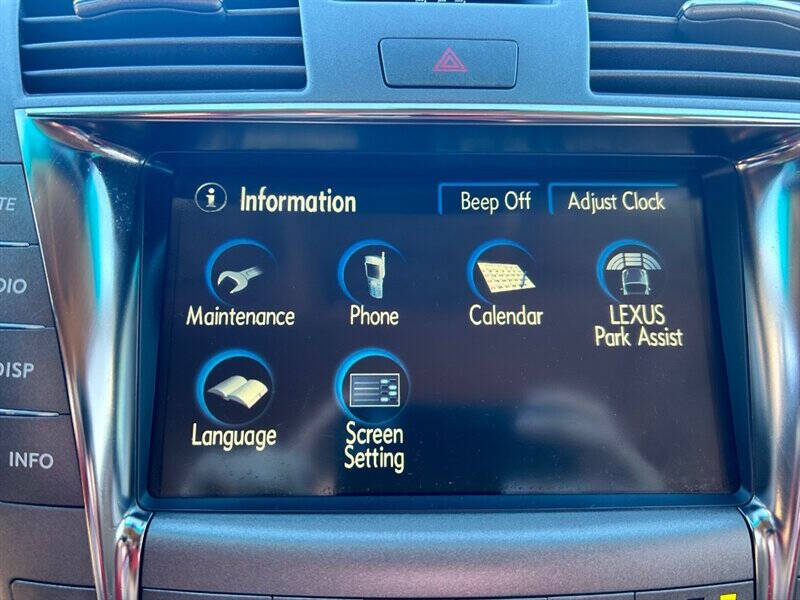 Information
Beep Off
Adjust Clock
Maintenance
Phone
Calendar
LEXUS
Park Assist
Language
Screen
Setting
DISP
INFO